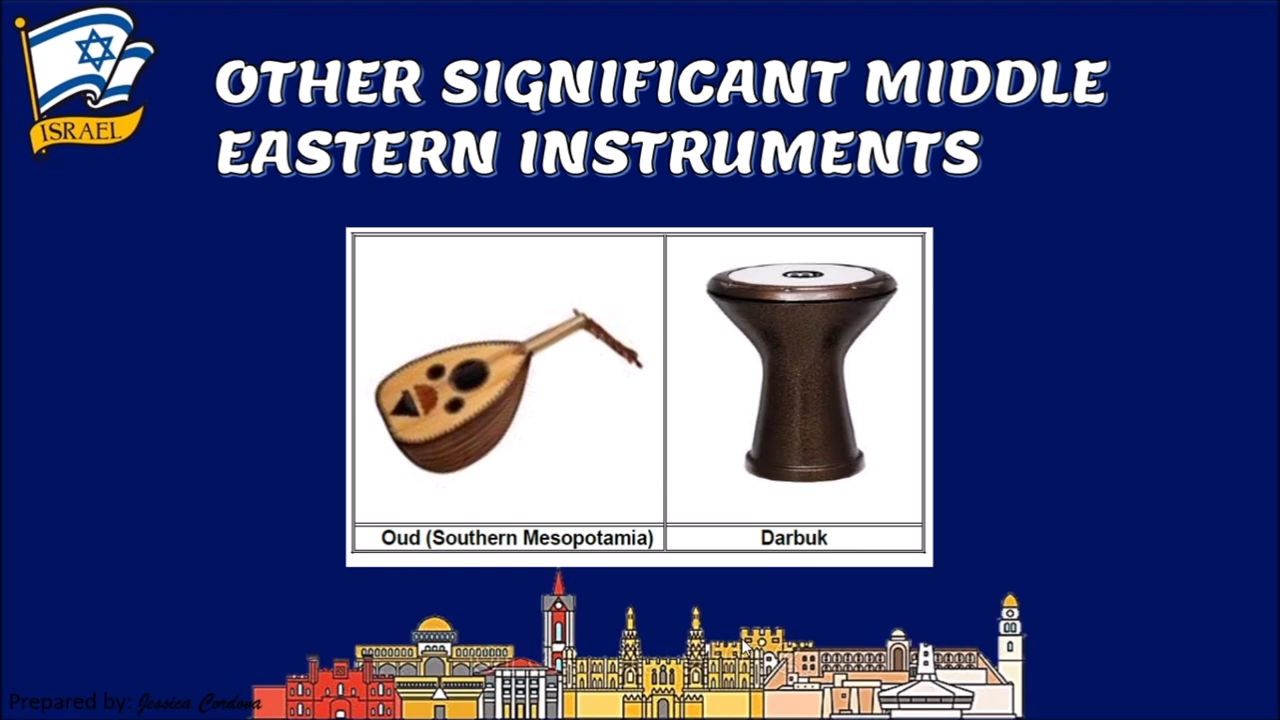 ISRAEL
OTHER SIGNIFICANT MIDDLE
EASTERN INSTRUMENTS
Oud (Southern Mesopotamia)
Darbuk
Prepared by: Jessica Cordova